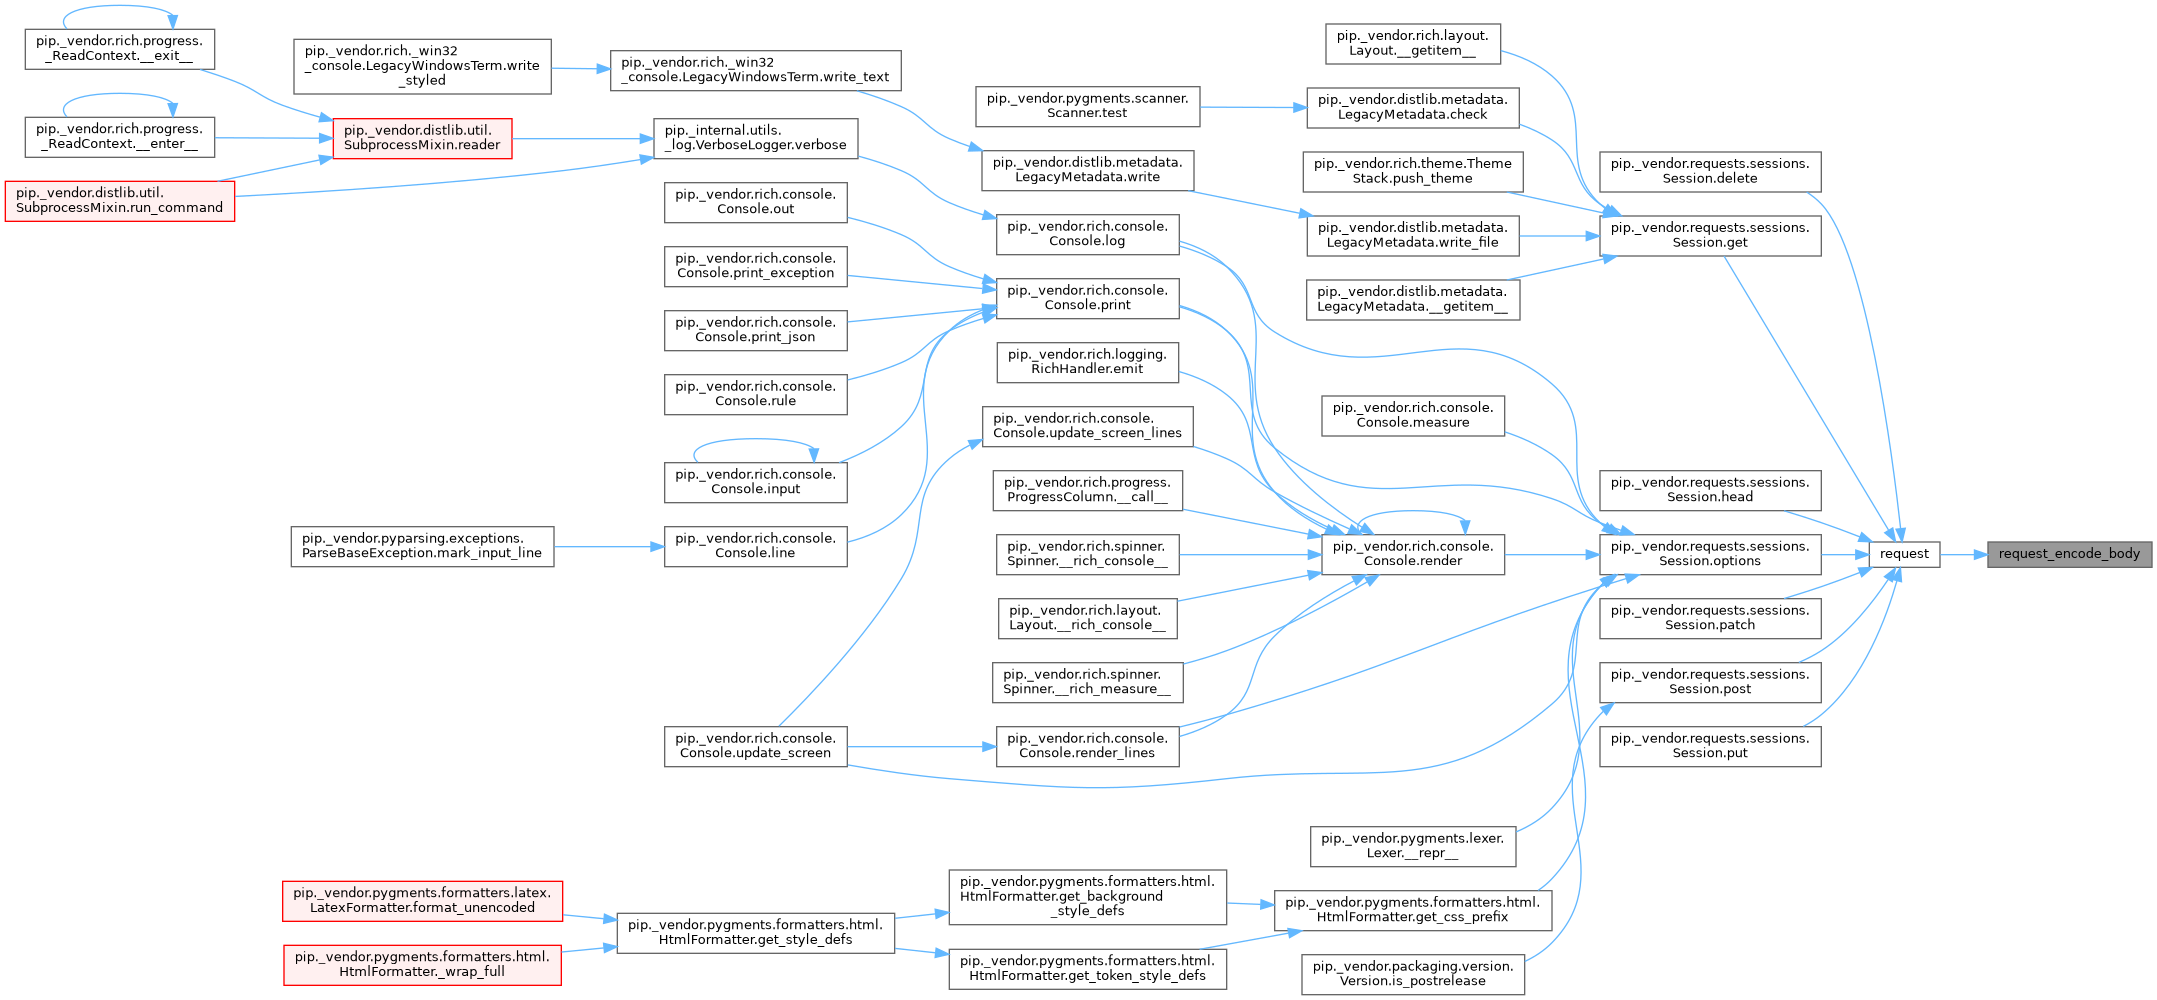 pip._vendor.rich.progress.
_ReadContext.__exit__
pip._vendor.rich.progress.
_ReadContext.__enter__
pip._vendor.distlib.util.
SubprocessMixin.run_command
pip._vendor.rich._win32
_console.LegacyWindowsTerm.write
_styled
pip._vendor.distlib.util.
SubprocessMixin.reader
pip._vendor.pyparsing.exceptions.
ParseBaseException.mark_input_line
pip._vendor.pygments.formatters.latex.
LatexFormatter.format_unencoded
pip._vendor.pygments.formatters.html.
HtmlFormatter._wrap_full
pip._vendor.rich._win32
_console.LegacyWindowsTerm.write_text
pip._internal.utils.
_log.VerboseLogger.verbose
pip._vendor.rich.console.
Console.out
pip._vendor.rich.console.
Console.print_exception
pip._vendor.rich.console.
Console.print_json
pip._vendor.rich.console.
Console.rule
pip._vendor.rich.console.
Console.input
pip._vendor.rich.console.
Console.line
pip._vendor.rich.console.
Console.update_screen
pip._vendor.pygments.formatters.html.
HtmlFormatter.get_style_defs
pip._vendor.pygments.scanner.
Scanner.test
pip._vendor.distlib.metadata.
LegacyMetadata.write
pip._vendor.rich.console.
Console.log
pip._vendor.rich.console.
Console.print
pip._vendor.rich.logging.
RichHandler.emit
pip._vendor.rich.console.
Console.update_screen_lines
pip._vendor.rich.progress.
ProgressColumn.__call__
pip._vendor.rich.spinner.
Spinner.__rich_console__
pip._vendor.rich.layout.
Layout.__rich_console__
pip._vendor.rich.spinner.
Spinner.__rich_measure__
pip._vendor.rich.console.
Console.render_lines
pip._vendor.pygments.formatters.html.
HtmlFormatter.get_background
_style_defs
pip._vendor.pygments.formatters.html.
HtmlFormatter.get_token_style_defs
pip._vendor.rich.layout.
Layout.__getitem__
pip._vendor.distlib.metadata.
LegacyMetadata.check
pip._vendor.rich.theme.Theme
Stack.push_theme
pip._vendor.distlib.metadata.
LegacyMetadata.write_file
pip._vendor.distlib.metadata.
LegacyMetadata.__getitem__
pip._vendor.rich.console.
Console.measure
pip._vendor.rich.console.
Console.render
pip._vendor.pygments.lexer.
Lexer.__repr__
pip._vendor.pygments.formatters.html.
HtmlFormatter.get_css_prefix
pip._vendor.packaging.version.
Version.is_postrelease
pip._vendor.requests.sessions.
Session.delete
pip._vendor.requests.sessions.
Session.get
pip._vendor.requests.sessions.
Session.head
pip._vendor.requests.sessions.
Session.options
pip._vendor.requests.sessions.
Session.patch
pip._vendor.requests.sessions.
Session.post
pip._vendor.requests.sessions.
Session.put
request
request_encode_body